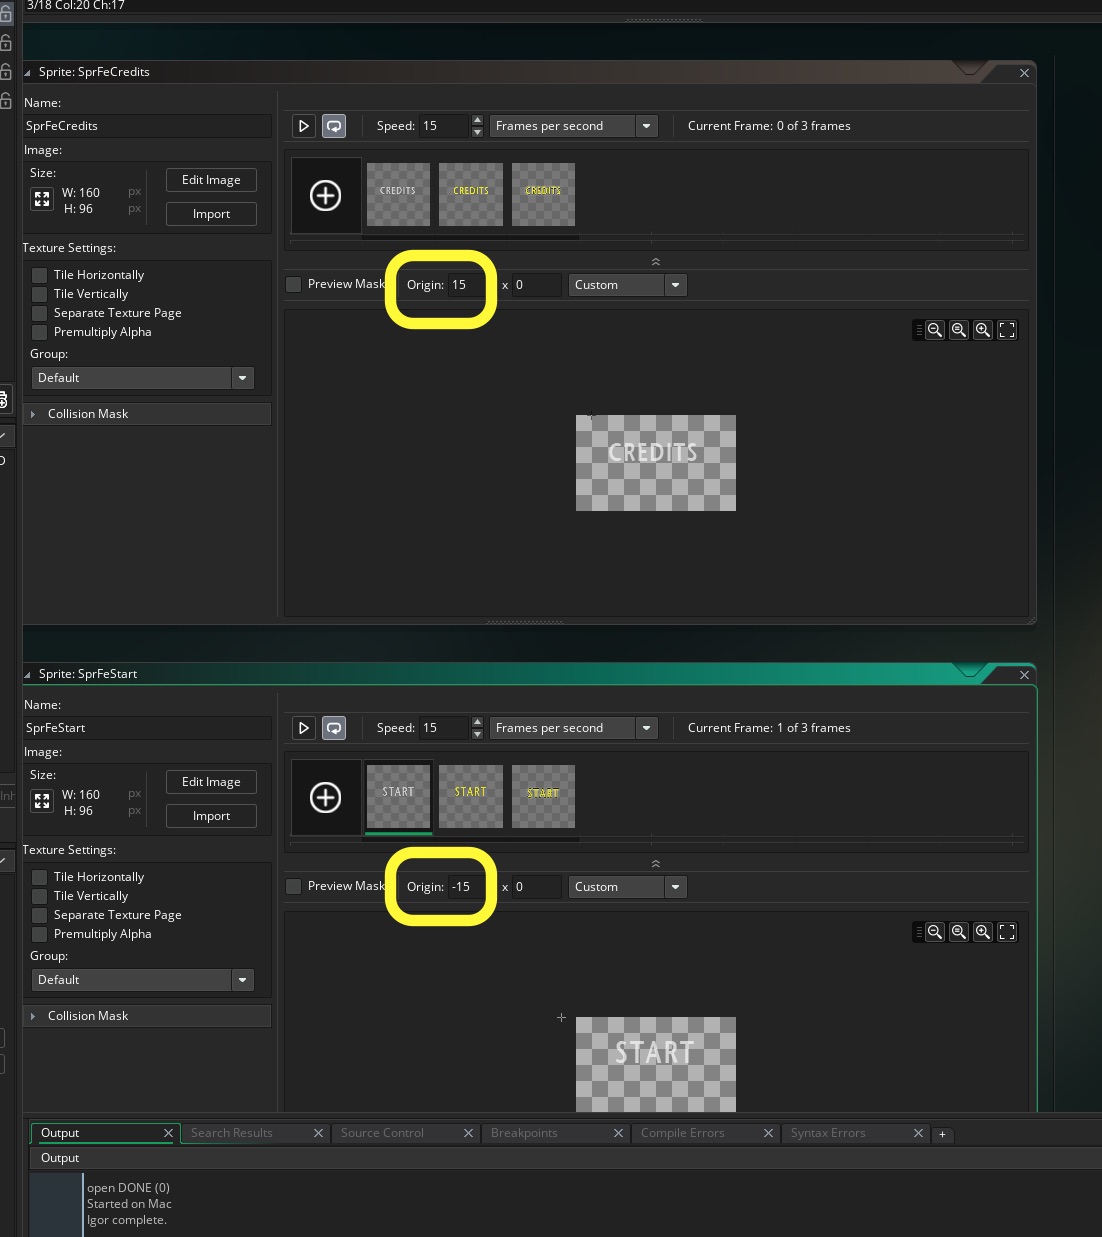 3/18 Col:20 Ch:17
Sprite: SprFeCredits
Name:
SprFeCredits
Image:
Size:
W: 160 px
H: 96 px
Edit Image
Import
Texture Settings:
Tile Horizontally
Tile Vertically
Separate Texture Page
Premultiply Alpha
Group:
Default
Collision Mask
Speed: 15 Frames per second Current Frame: 0 of 3 frames
CREDITS CREDITS CREDITS
Preview Mask Origin: 15 x 0 Custom
CREDITS
Sprite: SprFeStart
Name:
SprFeStart
Image:
Size:
W: 160 px
H: 96 px
Edit Image
Import
Texture Settings:
Tile Horizontally
Tile Vertically
Separate Texture Page
Premultiply Alpha
Group:
Default
Collision Mask
Speed: 15 Frames per second Current Frame: 1 of 3 frames
START START START
Preview Mask Origin: -15 x 0 Custom
START
Output Search Results Source Control Breakpoints Compile Errors Syntax Errors +
Output
open DONE (0)
Started on Mac
Igor complete.